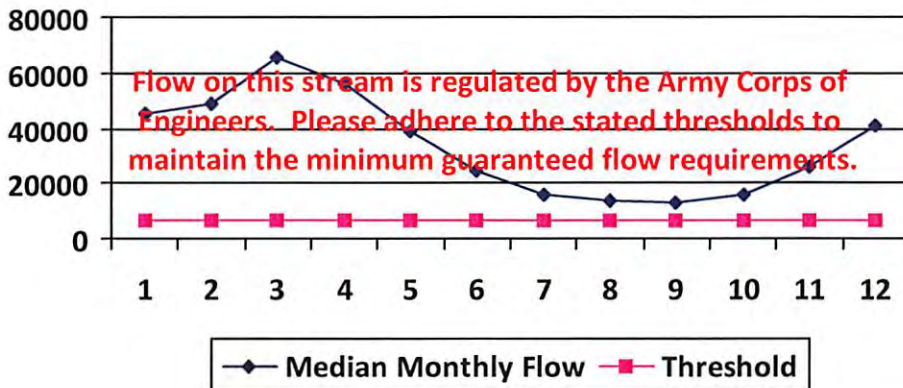 80000
60000
40000
20000
0
Flow on this stream is regulated by the Army Corps of
Engineers. Please adhere to the stated thresholds to
maintain the minimum guaranteed flow requirements.
1 2 3 4 5 6 7 8 9 10 11 12
Median Monthly Flow Threshold